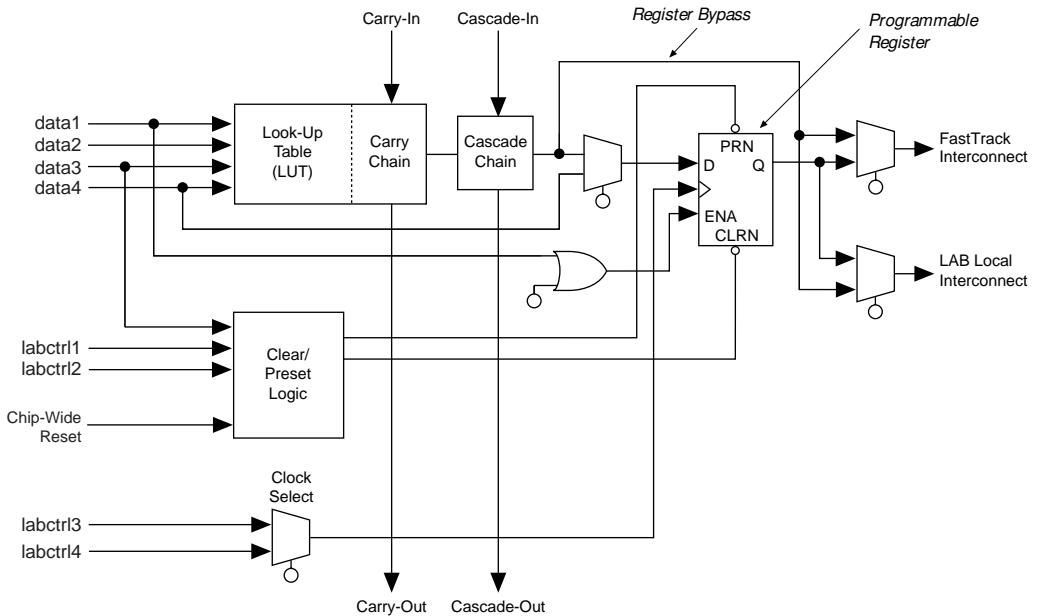 Carry-In
Cascade-In
Register Bypass
Programmable
Register
data1
data2
data3
data4
Look-Up
Table
(LUT)
Carry
Chain
Cascade
Chain
PRN
D
Q
ENA
CLRN
FastTrack
Interconnect
LAB Local
Interconnect
labctrl1
labctrl2
Clear/
Preset
Logic
Chip-Wide
Reset
Clock
Select
labctrl3
labctrl4
Carry-Out
Cascade-Out